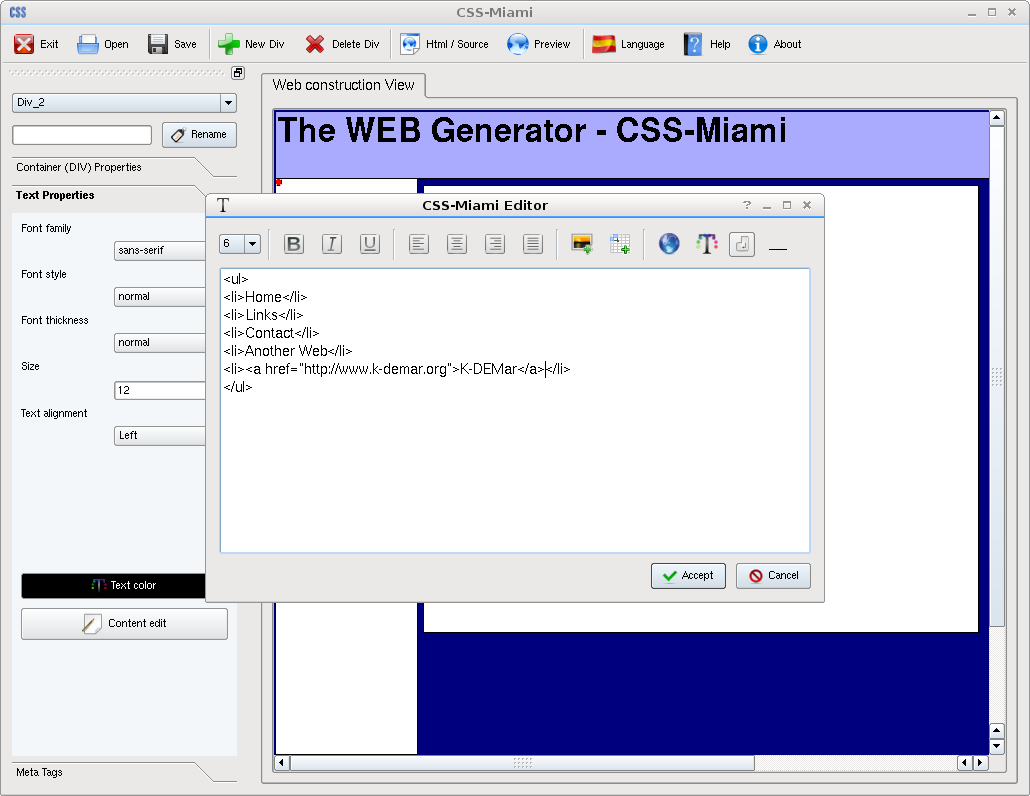 CSS CSS-Miami
Exit Open Save New Div Delete Div Html / Source Preview Language Help About
Div_2
Rename
Container (DIV) Properties
Text Properties
Font family
sans-serif
Font style
normal
Font thickness
normal
Size
12
Text alignment
Left
Text color
Content edit
Meta Tags
Web construction View
The WEB Generator - CSS-Miami
T CSS-Miami Editor
6 B I U T
<ul>
<li>Home</li>
<li>Links</li>
<li>Contact</li>
<li>Another Web</li>
<li><a href="http://www.k-demar.org">K-DEMar</a></li>
</ul>
Accept Cancel